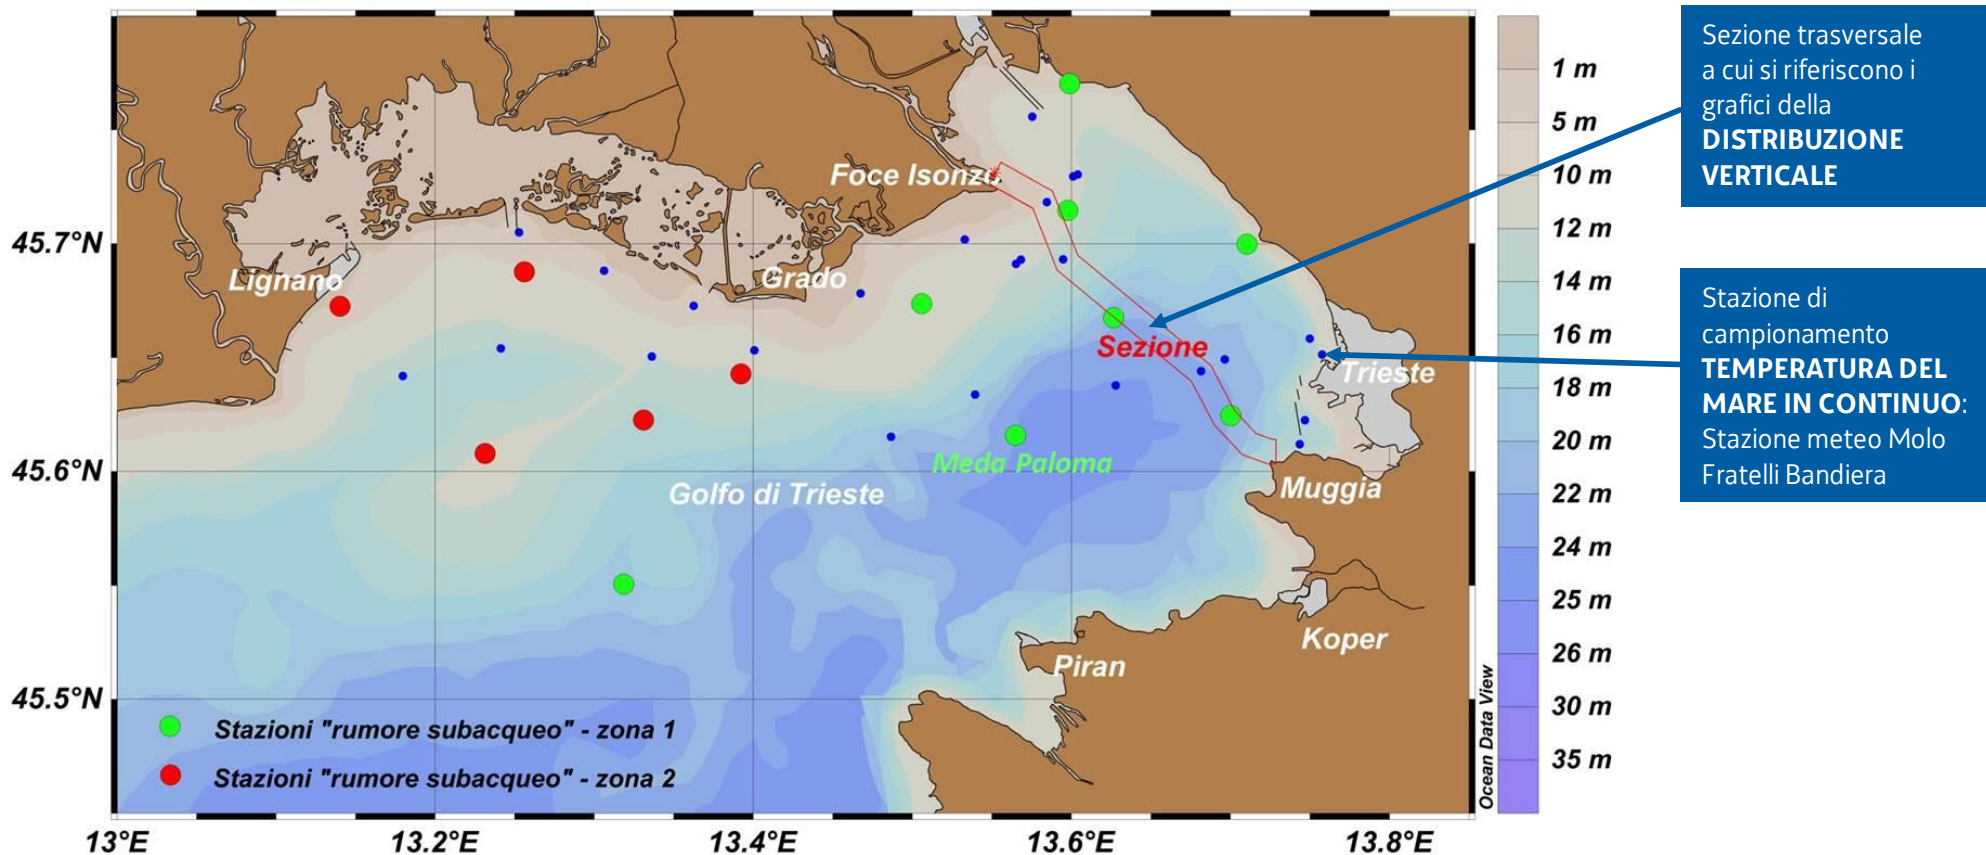 Sezione trasversale
a cui si riferiscono i
grafici della
DISTRIBUZIONE
VERTICALE
Stazione di
campionamento
TEMPERATURA DEL
MARE IN CONTINUO:
Stazione meteo Molo
Fratelli Bandiera
Foce Isonzo
Lignano
Grado
Sezione
Trieste
Meda Paloma
Golfo di Trieste
Muggia
Koper
Piran
Stazioni "rumore subacqueo" - zona 1
Stazioni "rumore subacqueo" - zona 2
45.7°N
45.6°N
45.5°N
13°E
13.2°E
13.4°E
13.6°E
13.8°E
1 m
5 m
10 m
12 m
14 m
16 m
18 m
20 m
22 m
24 m
25 m
26 m
30 m
35 m
Ocean Data View